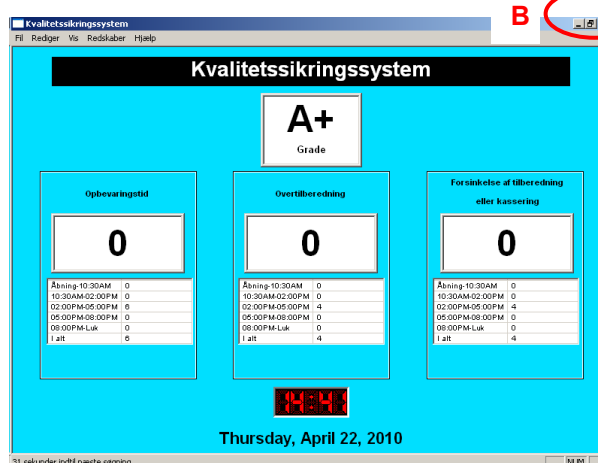 B
Kvalitetssikringssystem
Fil Rediger Vis Redskaber Hjælp
Kvalitetssikringssystem
A+
Grade
Opbevaringstid
0
Åbning-10:30AM 0
10:30AM-02:00PM 0
02:00PM-05:00PM 6
05:00PM-08:00PM 0
08:00PM-Luk 0
I alt 6
Overtilberedning
0
Åbning-10:30AM 0
10:30AM-02:00PM 0
02:00PM-05:00PM 4
05:00PM-08:00PM 0
08:00PM-Luk 0
I alt 4
Forsinkelse af tilberedning
eller kassering
0
Åbning-10:30AM 0
10:30AM-02:00PM 0
02:00PM-05:00PM 4
05:00PM-08:00PM 0
08:00PM-Luk 0
I alt 4
Thursday, April 22, 2010
31 sekunder indtil næste søgning
NUM